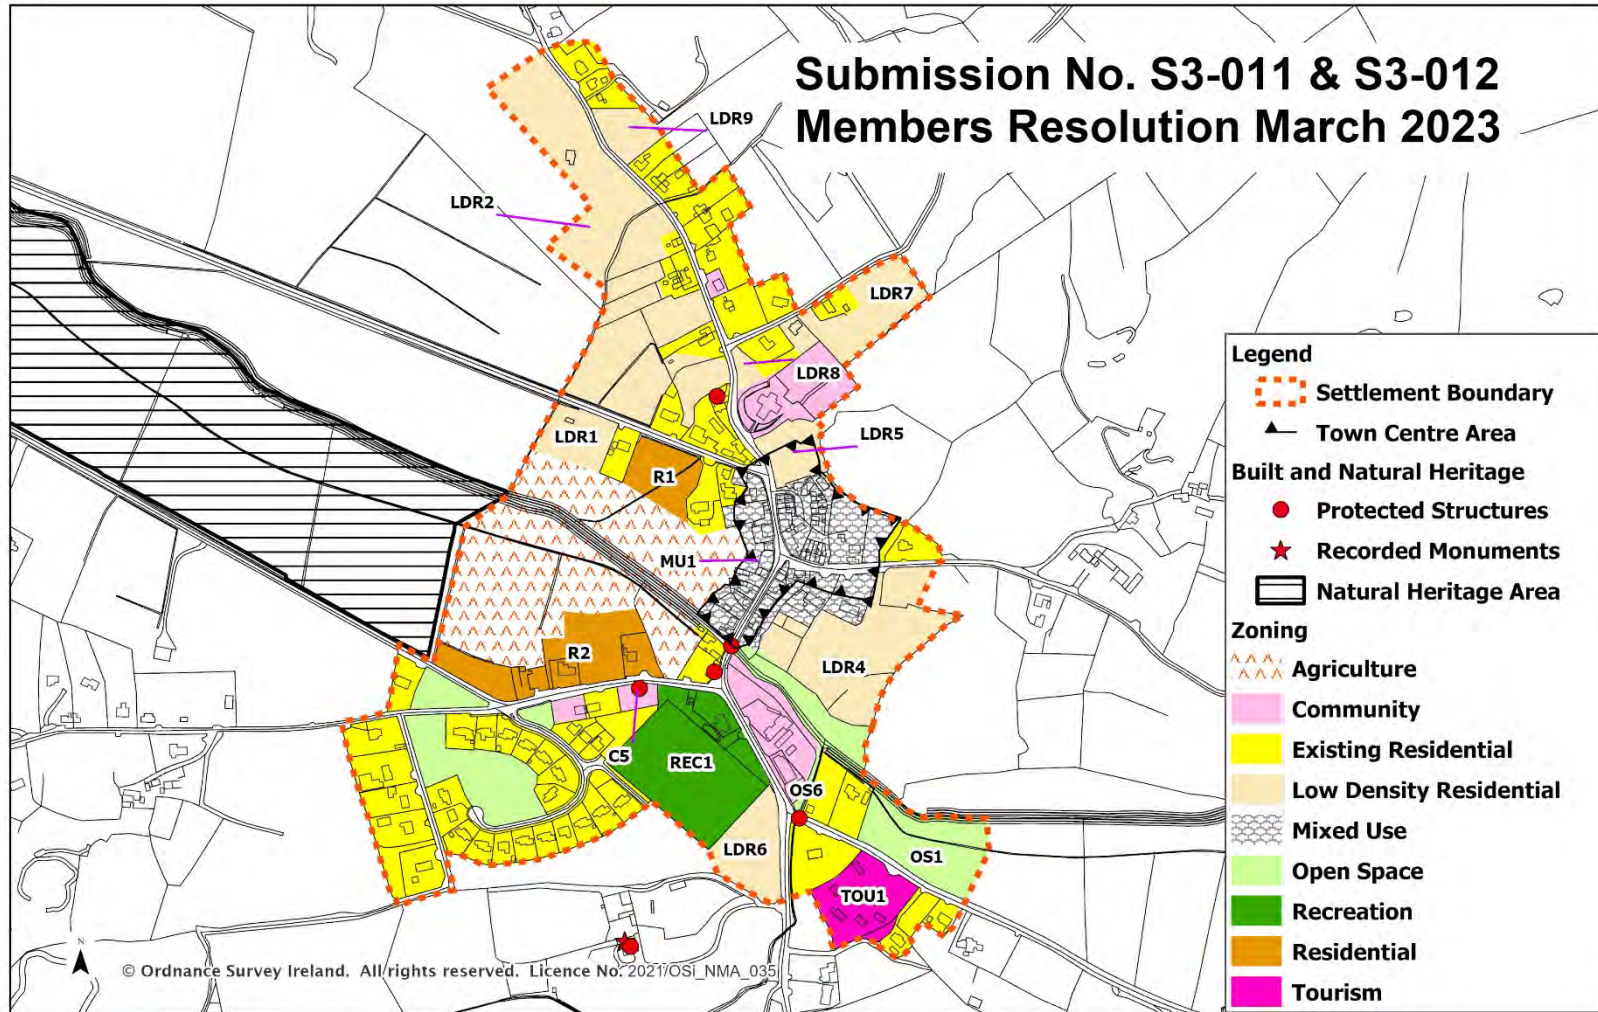 Submission No. S3-011 & S3-012
Members Resolution March 2023
LDR9
LDR2
LDR7
LDR8
LDR5
LDR1
R1
MU1
R2
LDR4
C5
REC1
OS6
LDR6
OS1
TOU1
Legend
Settlement Boundary
Town Centre Area
Built and Natural Heritage
Protected Structures
Recorded Monuments
Natural Heritage Area
Zoning
Agriculture
Community
Existing Residential
Low Density Residential
Mixed Use
Open Space
Recreation
Residential
Tourism
N
© Ordnance Survey Ireland. All rights reserved. Licence No. 2021/OSi_NMA_035